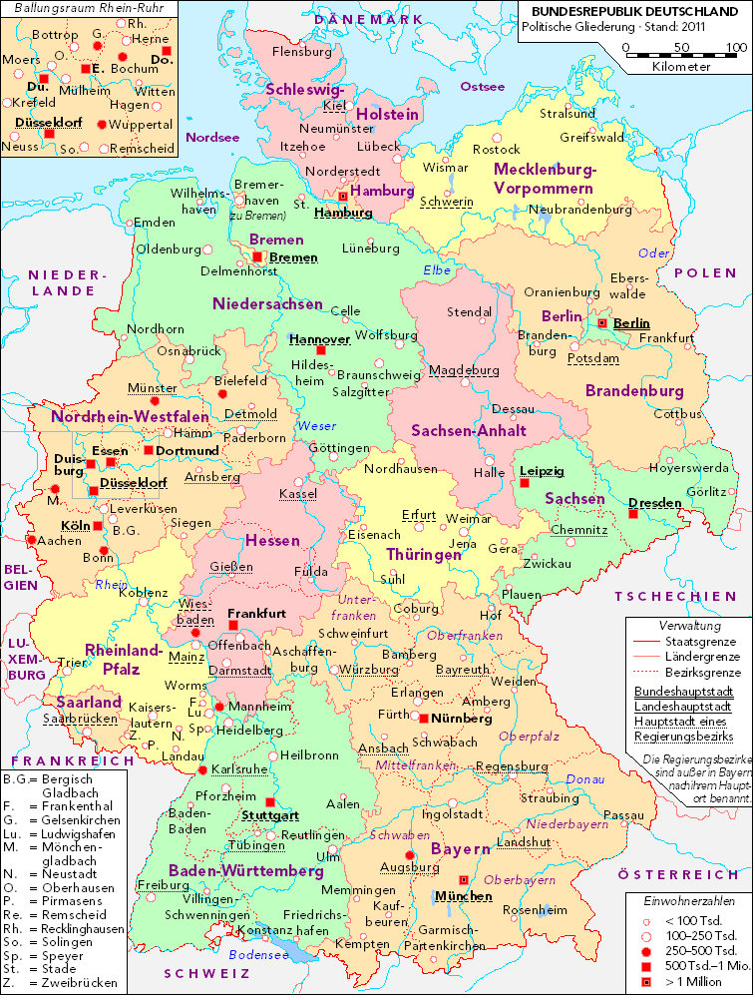 Ballungsraum Rhein-Ruhr
Rh.
Bottrop
G.
Herne
Moers
O.
E.
Bochum
Do.
Du.
Mülheim
Witten
Krefeld
Hagen
Düsseldorf
Wuppertal
Neuss
So.
Remscheid
BUNDESREPUBLIK DEUTSCHLAND
Politische Gliederung · Stand: 2011
0 50 100
Kilometer
DÄNEMARK
Flensburg
Schleswig-
Holstein
Kiel
Neumünster
Itzehoe
Lübeck
Norderstedt
Ostsee
Nordsee
Stralsund
Greifswald
Rostock
Wismar
Mecklenburg-
Vorpommern
Schwerin
Neubrandenburg
Hamburg
Hamburg
Wilhelms-
haven
Bremer-
haven
(zu Bremen)
St.
Emden
Oldenburg
Bremen
Bremen
Delmenhorst
Lüneburg
Elbe
Oder
NIEDER-
LANDE
POLEN
Niedersachsen
Celle
Stendal
Oranienburg
Ebers-
walde
Berlin
Berlin
Nordhorn
Osnabrück
Hannover
Wolfsburg
Branden-
burg
Potsdam
Frankfurt
Hildes-
heim
Braunschweig
Salzgitter
Magdeburg
Brandenburg
Münster
Bielefeld
Detmold
Nordrhein-Westfalen
Hamm
Paderborn
Weser
Dessau
Sachsen-Anhalt
Cottbus
Duis-
burg
Essen
Dortmund
Göttingen
Nordhausen
Halle
Leipzig
Hoyerswerda
Görlitz
Düsseldorf
Arnsberg
Kassel
Sachsen
Dresden
M.
Leverkusen
Köln
B.G.
Siegen
Hessen
Erfurt
Weimar
Eisenach
Jena
Gera
Chemnitz
Thüringen
Zwickau
Aachen
Bonn
Gießen
Fulda
Suhl
Plauen
BEL-
GIEN
Rhein
Koblenz
TSCHECHIEN
Wies-
baden
Frankfurt
Unter-
franken
Coburg
Hof
Schweinfurt
Oberfranken
LU-
XEM-
BURG
Rheinland-
Pfalz
Mainz
Offenbach
Aschaffen-
burg
Bamberg
Trier
Darmstadt
Würzburg
Bayreuth
Worms
Weiden
Saarland
Saarbrücken
Kaisers-
lautern
F.
Lu.
Mannheim
Erlangen
Amberg
Fürth
Nürnberg
Z.
P.
N.
Sp.
Heidelberg
Oberpfalz
Landau
Heilbronn
Ansbach
Schwabach
Mittelfranken
FRANKREICH
Karlsruhe
Regensburg
Donau
Pforzheim
Straubing
Aalen
Ingolstadt
Passau
Baden-
Baden
Stuttgart
Niederbayern
Reutlingen
Tübingen
Schwaben
Landshut
Ulm
Bayern
Baden-Württemberg
Augsburg
Oberbayern
München
Freiburg
Villingen-
Schwenningen
Memmingen
Kauf-
beuren
Rosenheim
Friedrichs-
hafen
Konstanz
Kempten
Garmisch-
Partenkirchen
Bodensee
SCHWEIZ
ÖSTERREICH
Verwaltung
Staatsgrenze
Ländergrenze
Bezirksgrenze
Bundeshauptstadt
Landeshauptstadt
Hauptstadt eines
Regierungsbezirks
Die Regierungsbezirke
sind außer in Bayern
nach ihrem Haupt-
ort benannt.
B.G.= Bergisch
Gladbach
F. = Frankenthal
G. = Gelsenkirchen
Lu. = Ludwigshafen
M. = Mönchen-
gladbach
N. = Neustadt
O. = Oberhausen
P. = Pirmasens
Re. = Remscheid
Rh. = Recklinghausen
So. = Solingen
Sp. = Speyer
St. = Stade
Z. = Zweibrücken
Einwohnerzahlen
< 100 Tsd.
100–250 Tsd.
250–500 Tsd.
500 Tsd.–1 Mio.
> 1 Million